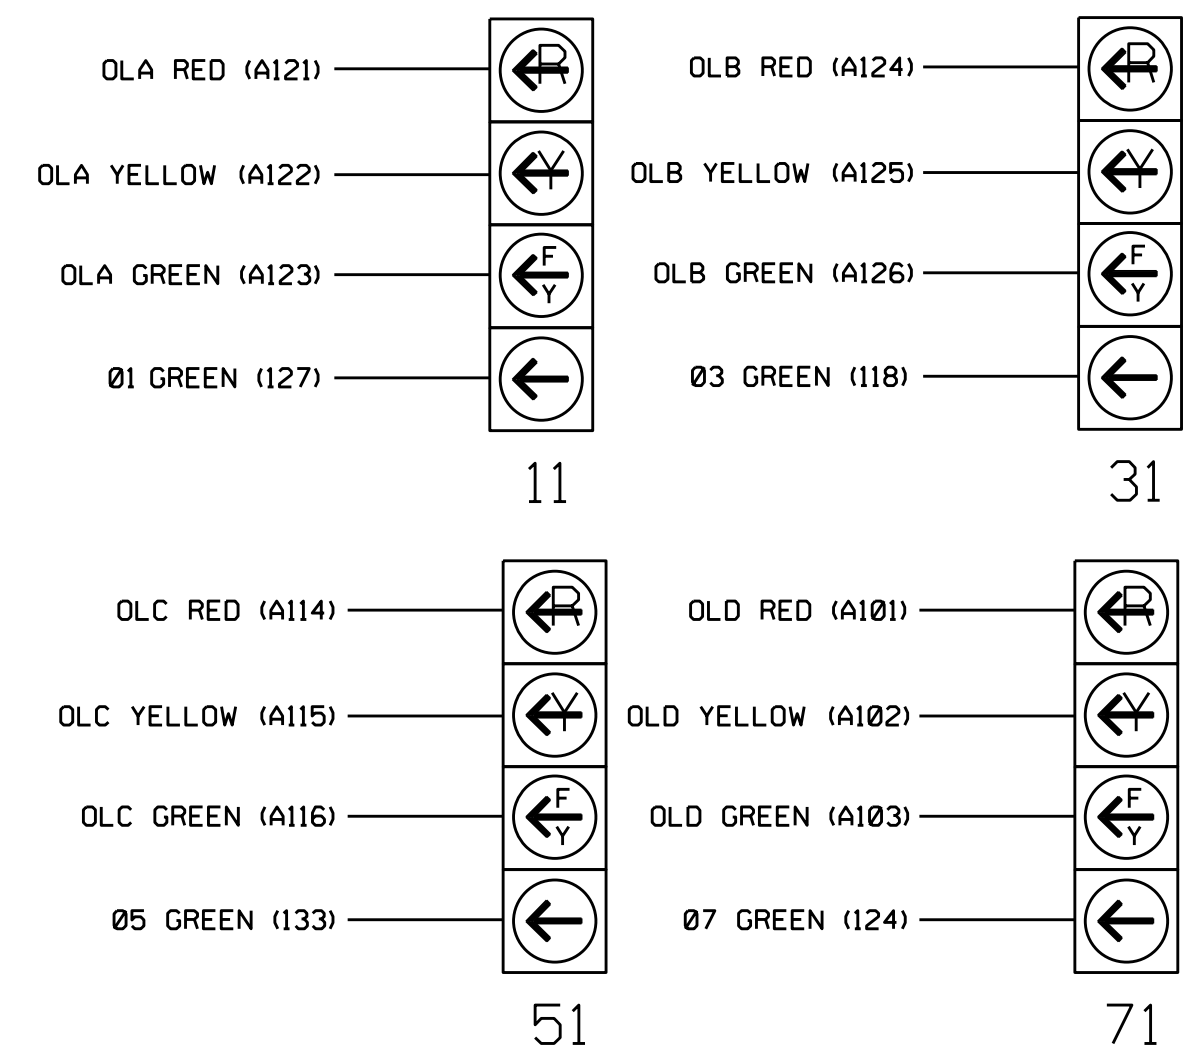 OLA RED (A121)
R
OLA YELLOW (A122)
Y
OLA GREEN (A123)
F
Y
Ø1 GREEN (127)
11
OLB RED (A124)
R
OLB YELLOW (A125)
Y
OLB GREEN (A126)
F
Y
Ø3 GREEN (118)
31
OLC RED (A114)
R
OLC YELLOW (A115)
Y
OLC GREEN (A116)
F
Y
Ø5 GREEN (133)
51
OLD RED (A1Ø1)
R
OLD YELLOW (A1Ø2)
Y
OLD GREEN (A1Ø3)
F
Y
Ø7 GREEN (124)
71